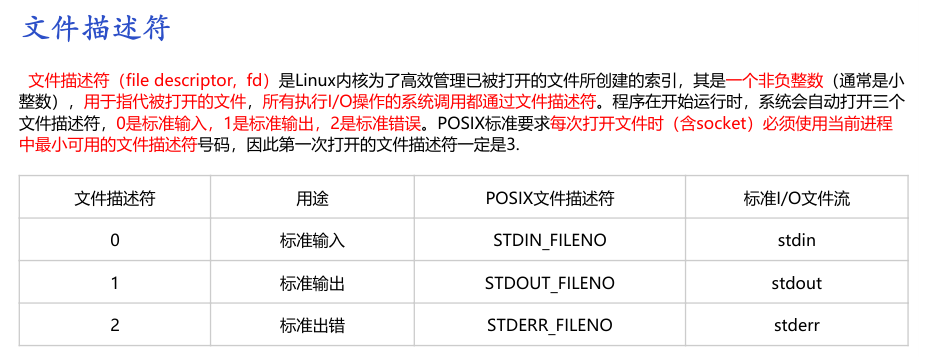 文件描述符
文件描述符（file descriptor, fd）是Linux内核为了高效管理已被打开的文件所创建的索引，其是一个非负整数（通常是小
整数），用于指代被打开的文件，所有执行I/O操作的系统调用都通过文件描述符。程序在开始运行时，系统会自动打开三个
文件描述符，0是标准输入，1是标准输出，2是标准错误。POSIX标准要求每次打开文件时（含socket）必须使用当前进程
中最小可用的文件描述符号码，因此第一次打开的文件描述符一定是3.
文件描述符 用途 POSIX文件描述符 标准I/O文件流
0 标准输入 STDIN_FILENO stdin
1 标准输出 STDOUT_FILENO stdout
2 标准出错 STDERR_FILENO stderr